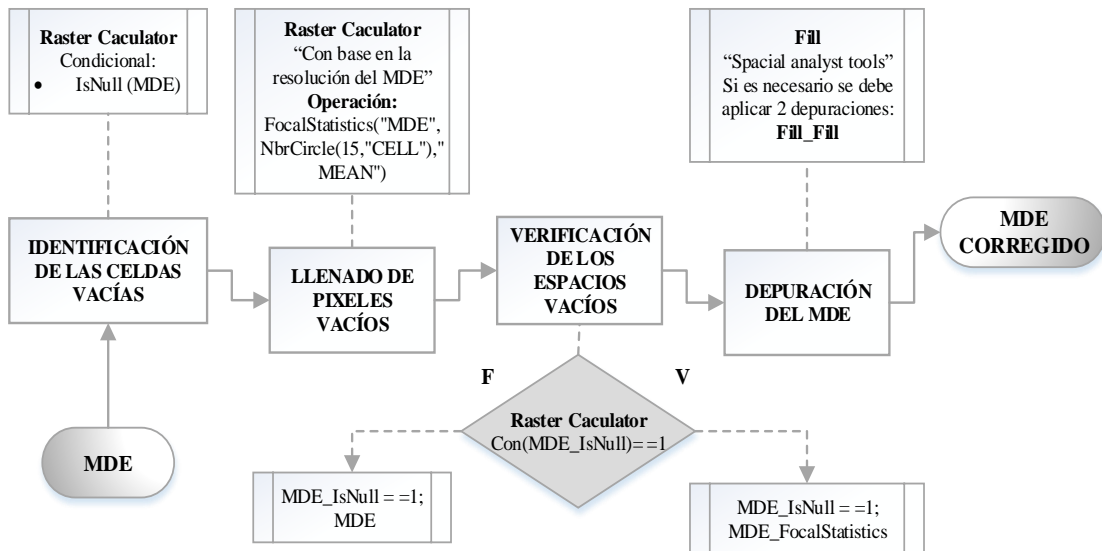 Raster Caculator
Condicional:
• IsNull (MDE)
Raster Caculator
“Con base en la
resolución del MDE”
Operación:
FocalStatistics("MDE",
NbrCircle(15,"CELL"),"
MEAN")
Fill
“Spacial analyst tools”
Si es necesario se debe
aplicar 2 depuraciones:
Fill_Fill
IDENTIFICACIÓN
DE LAS CELDAS
VACÍAS
LLENADO DE
PIXELES
VACÍOS
VERIFICACIÓN
DE LOS
ESPACIOS
VACÍOS
DEPURACIÓN
DEL MDE
MDE
CORREGIDO
MDE
F
V
Raster Caculator
Con(MDE_IsNull)==1
MDE_IsNull = =1;
MDE
MDE_IsNull = =1;
MDE_FocalStatistics